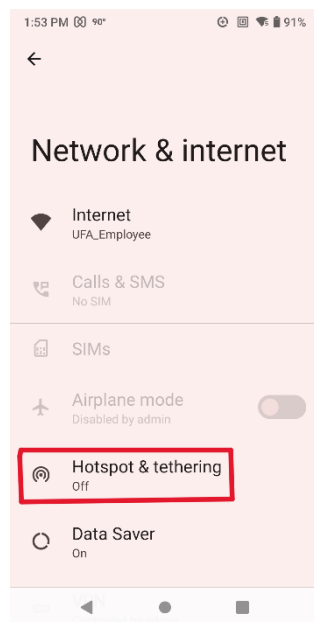 1:53 PM 90° 91%
Network & internet
Internet
UFA_Employee
Calls & SMS
No SIM
SIMs
Airplane mode
Disabled by admin
Hotspot & tethering
Off
Data Saver
On
VPN